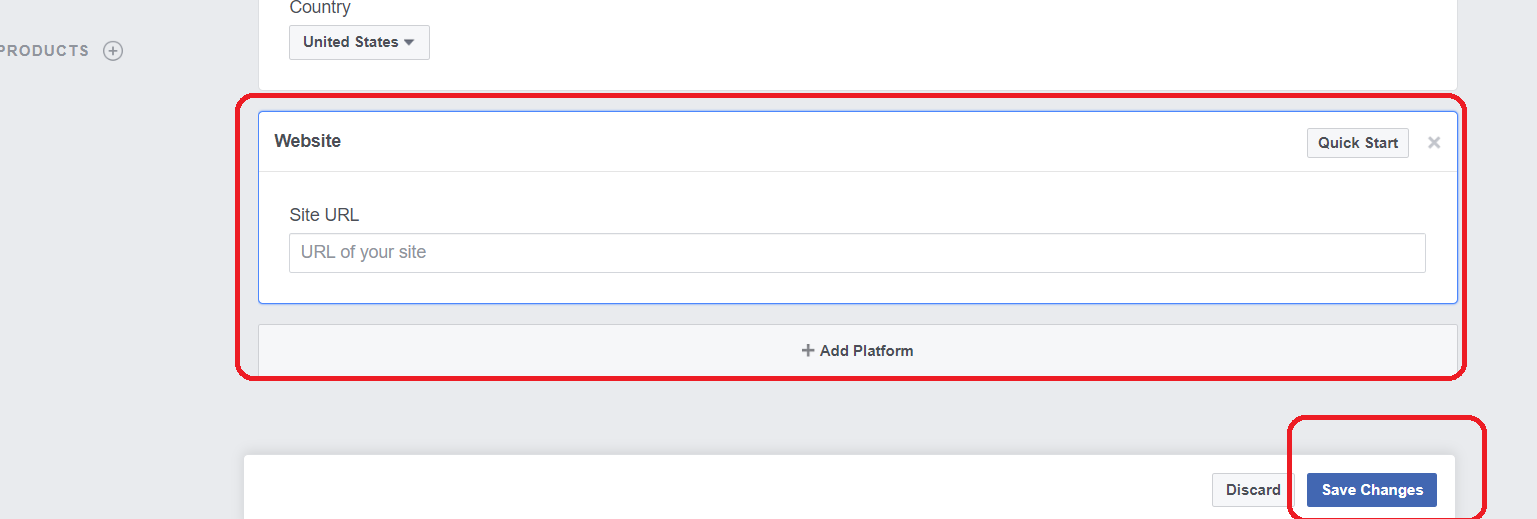 Country
United States
PRODUCTS
Website
Quick Start
Site URL
URL of your site
Add Platform
Discard
Save Changes